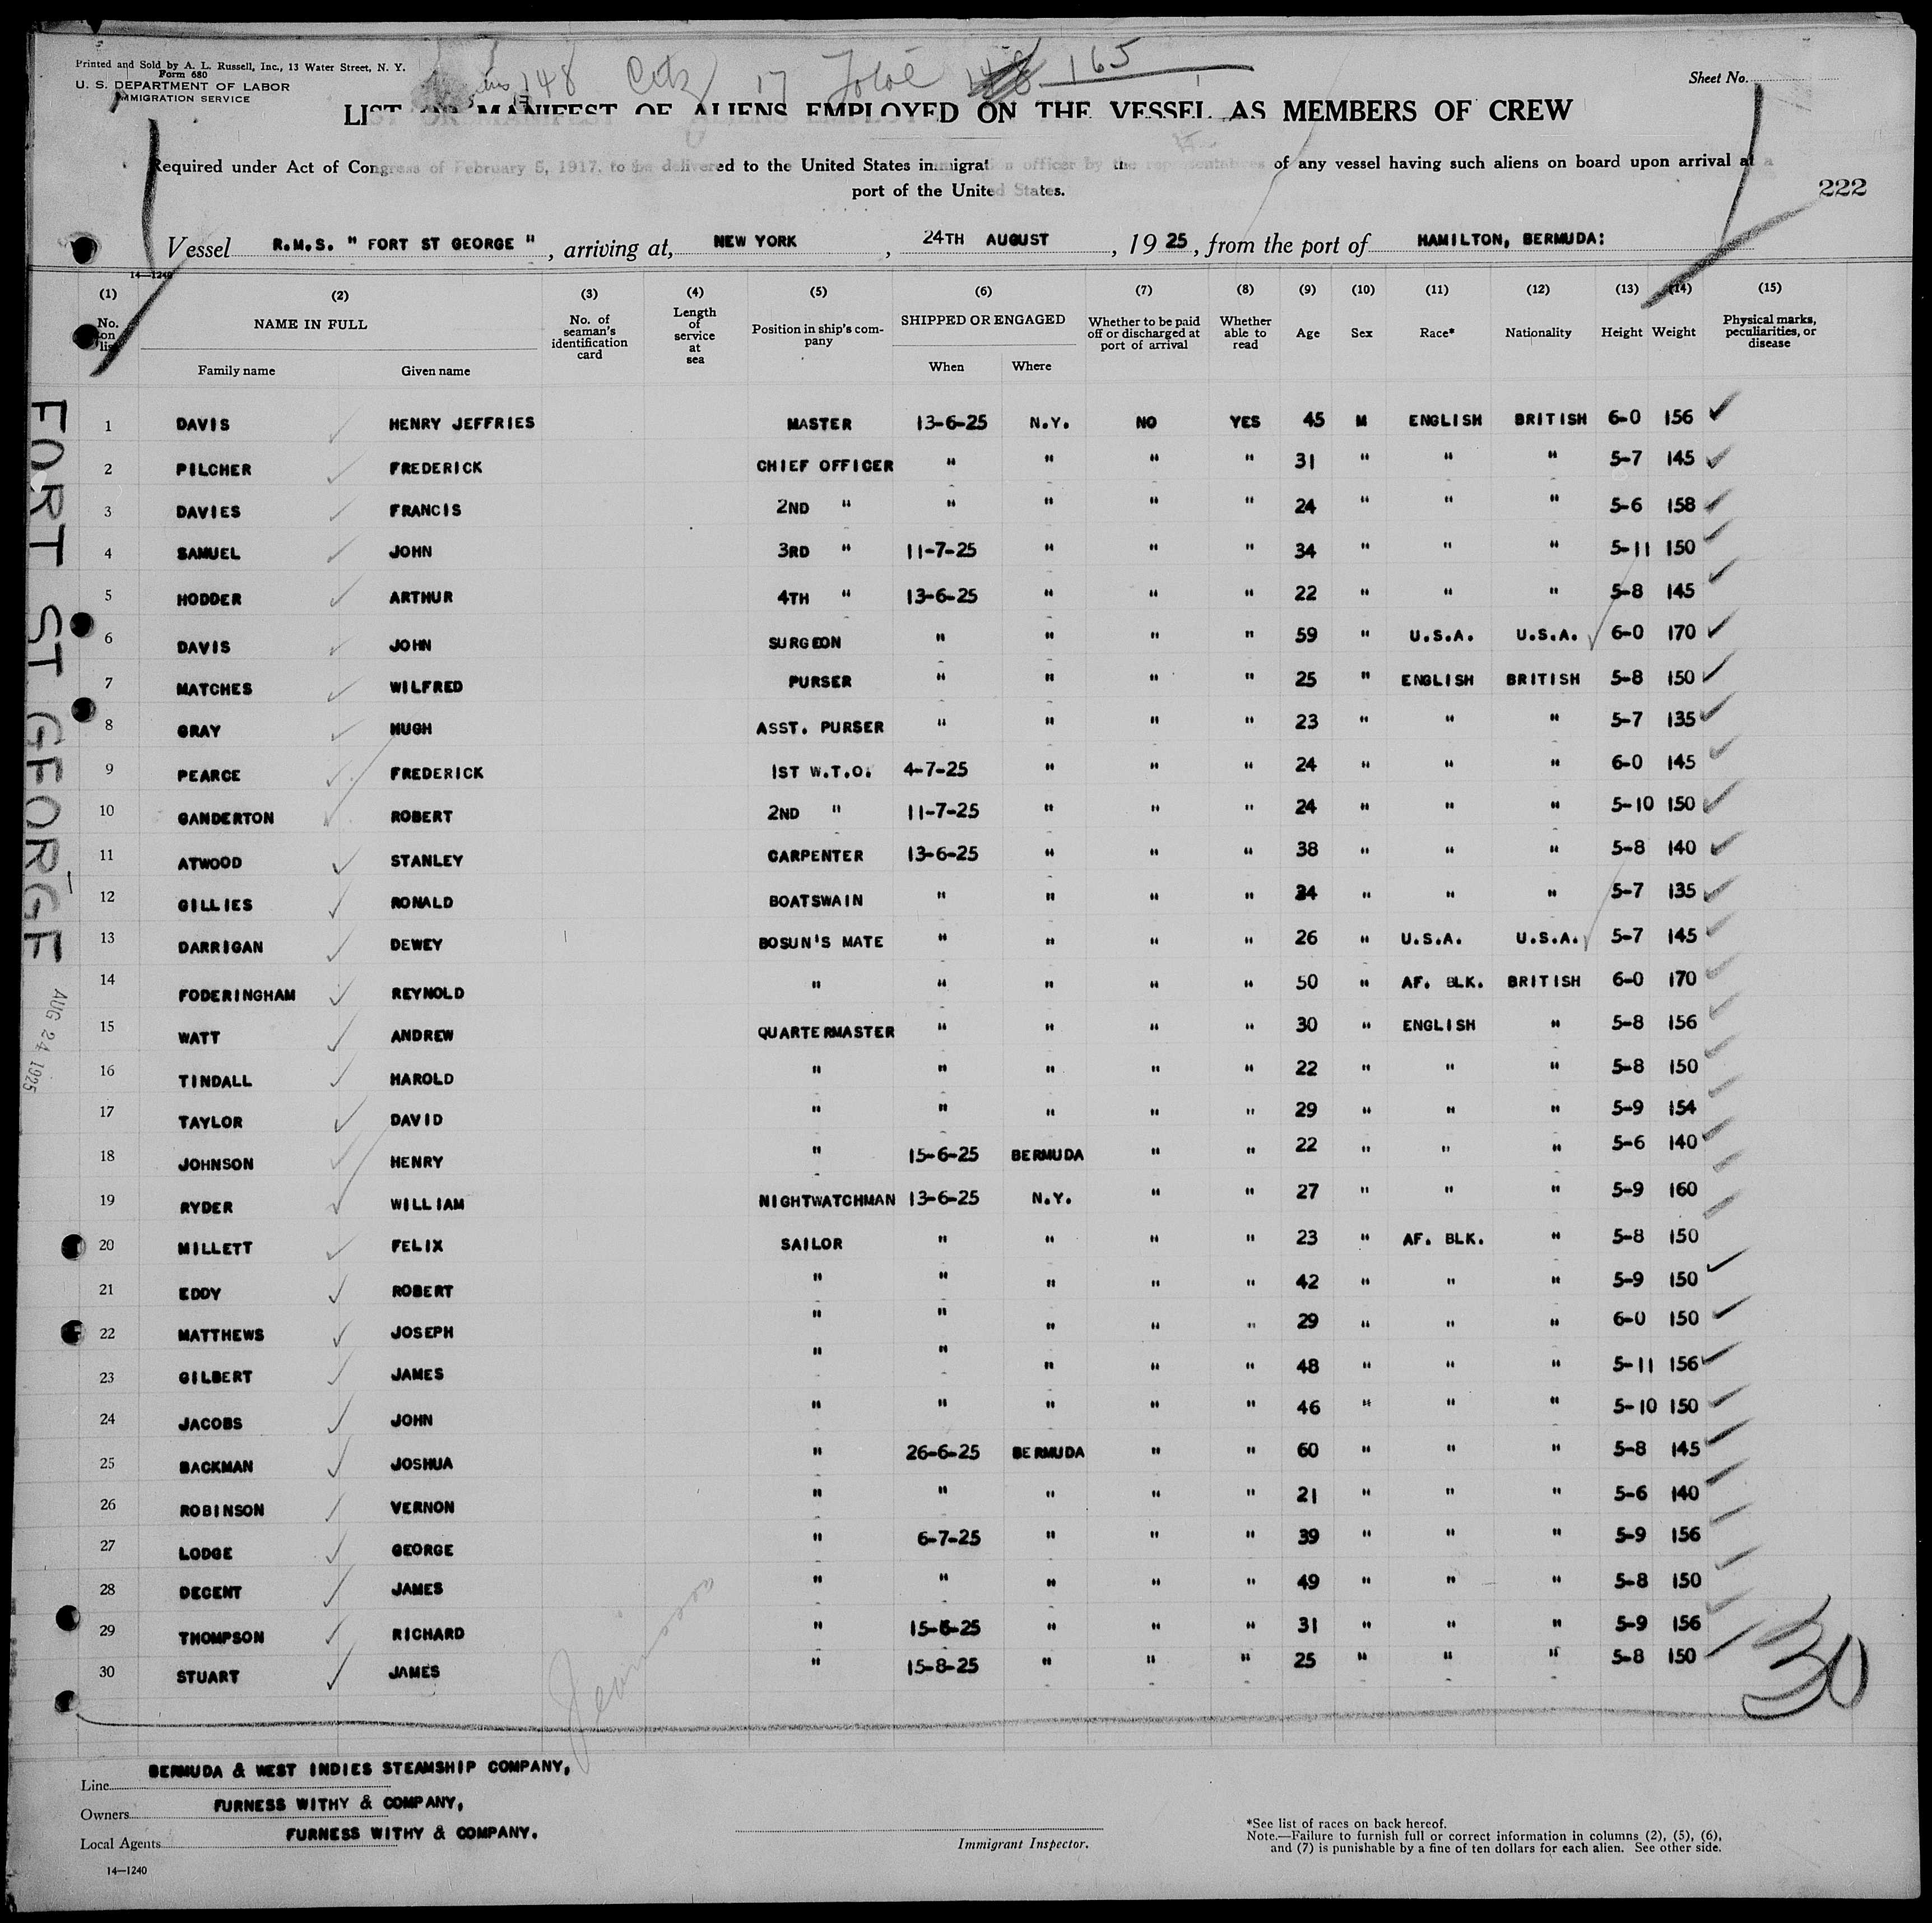 Printed and Sold by A. L. Russell, Inc., 13 Water Street, N. Y.
Form 680
U. S. DEPARTMENT OF LABOR
IMMIGRATION SERVICE
148 165
Sheet No.
LIST OR MANIFEST OF ALIENS EMPLOYED ON THE VESSEL AS MEMBERS OF CREW
Required under Act of Congress of February 5, 1917, to be delivered to the United States immigration officer by the representatives of any vessel having such aliens on board upon arrival at a
port of the United States.
222
Vessel R.M.S. " FORT ST GEORGE " , arriving at, NEW YORK , 24TH AUGUST , 19 25 , from the port of HAMILTON, BERMUDA:
14—1240
(1) (2) (3) (4) (5) (6) (7) (8) (9) (10) (11) (12) (13) (14) (15)
No. on list NAME IN FULL Family name Given name No. of seaman's identification card Length of service at sea Position in ship's company SHIPPED OR ENGAGED When Where Whether to be paid off or discharged at port of arrival Whether able to read Age Sex Race* Nationality Height Weight Physical marks, peculiarities, or disease
1 DAVIS HENRY JEFFRIES MASTER 13-6-25 N.Y. NO YES 45 M ENGLISH BRITISH 6-0 156
2 PILCHER FREDERICK CHIEF OFFICER " " " " 31 " " " 5-7 145
3 DAVIES FRANCIS 2ND " " " " " 24 " " " 5-6 158
4 SAMUEL JOHN 3RD " 11-7-25 " " " 34 " " " 5-11 150
5 HODDER ARTHUR 4TH " 13-6-25 " " " 22 " " " 5-8 145
6 DAVIS JOHN SURGEON " " " " 59 " U.S.A. U.S.A. 6-0 170
7 MATCHES WILFRED PURSER " " " " 25 " ENGLISH BRITISH 5-8 150
8 GRAY HUGH ASST. PURSER " " " " 23 " " " 5-7 135
9 PEARCE FREDERICK 1ST W.T.O. 4-7-25 " " " 24 " " " 6-0 145
10 GANDERTON ROBERT 2ND " 11-7-25 " " " 24 " " " 5-10 150
11 ATWOOD STANLEY CARPENTER 13-6-25 " " " 38 " " " 5-8 140
12 GILLIES RONALD BOATSWAIN " " " " 34 " " " 5-7 135
13 DARRIGAN DEWEY BOSUN'S MATE " " " " 26 " U.S.A. U.S.A. 5-7 145
14 FODERINGHAM REYNOLD " " " " " 50 " AF. BLK. BRITISH 6-0 170
15 WATT ANDREW QUARTERMASTER " " " " 30 " ENGLISH " 5-8 156
16 TINDALL HAROLD " " " " " 22 " " " 5-8 150
17 TAYLOR DAVID " " " " " 29 " " " 5-9 154
18 JOHNSON HENRY " 15-6-25 BERMUDA " " 22 " " " 5-6 140
19 RYDER WILLIAM NIGHTWATCHMAN 13-6-25 N.Y. " " 27 " " " 5-9 160
20 MILLETT FELIX SAILOR " " " " 23 " AF. BLK. " 5-8 150
21 EDDY ROBERT " " " " " 42 " " " 5-9 150
22 MATTHEWS JOSEPH " " " " " 29 " " " 6-0 150
23 GILBERT JAMES " " " " " 48 " " " 5-11 156
24 JACOBS JOHN " " " " " 46 " " " 5-10 150
25 BACKMAN JOSHUA " 26-6-25 BERMUDA " " 60 " " " 5-8 145
26 ROBINSON VERNON " " " " " 21 " " " 5-6 140
27 LODGE GEORGE " 6-7-25 " " " 39 " " " 5-9 156
28 DECENT JAMES " " " " " 49 " " " 5-8 150
29 THOMPSON RICHARD " 15-6-25 " " " 31 " " " 5-9 156
30 STUART JAMES " 15-8-25 " " " 25 " " " 5-8 150
30
FORT ST. GEORGE
AUG 24 1925
Line BERMUDA & WEST INDIES STEAMSHIP COMPANY,
Owners FURNESS WITHY & COMPANY,
Local Agents FURNESS WITHY & COMPANY.
14—1240
Immigrant Inspector.
*See list of races on back hereof.
Note.—Failure to furnish full or correct information in columns (2), (5), (6),
and (7) is punishable by a fine of ten dollars for each alien. See other side.